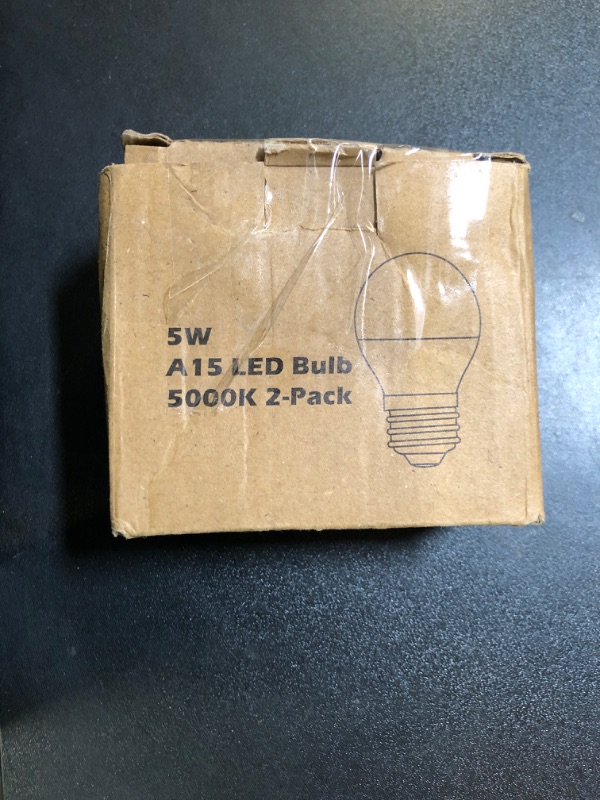 5W
A15 LED Bulb
5000K 2-Pack